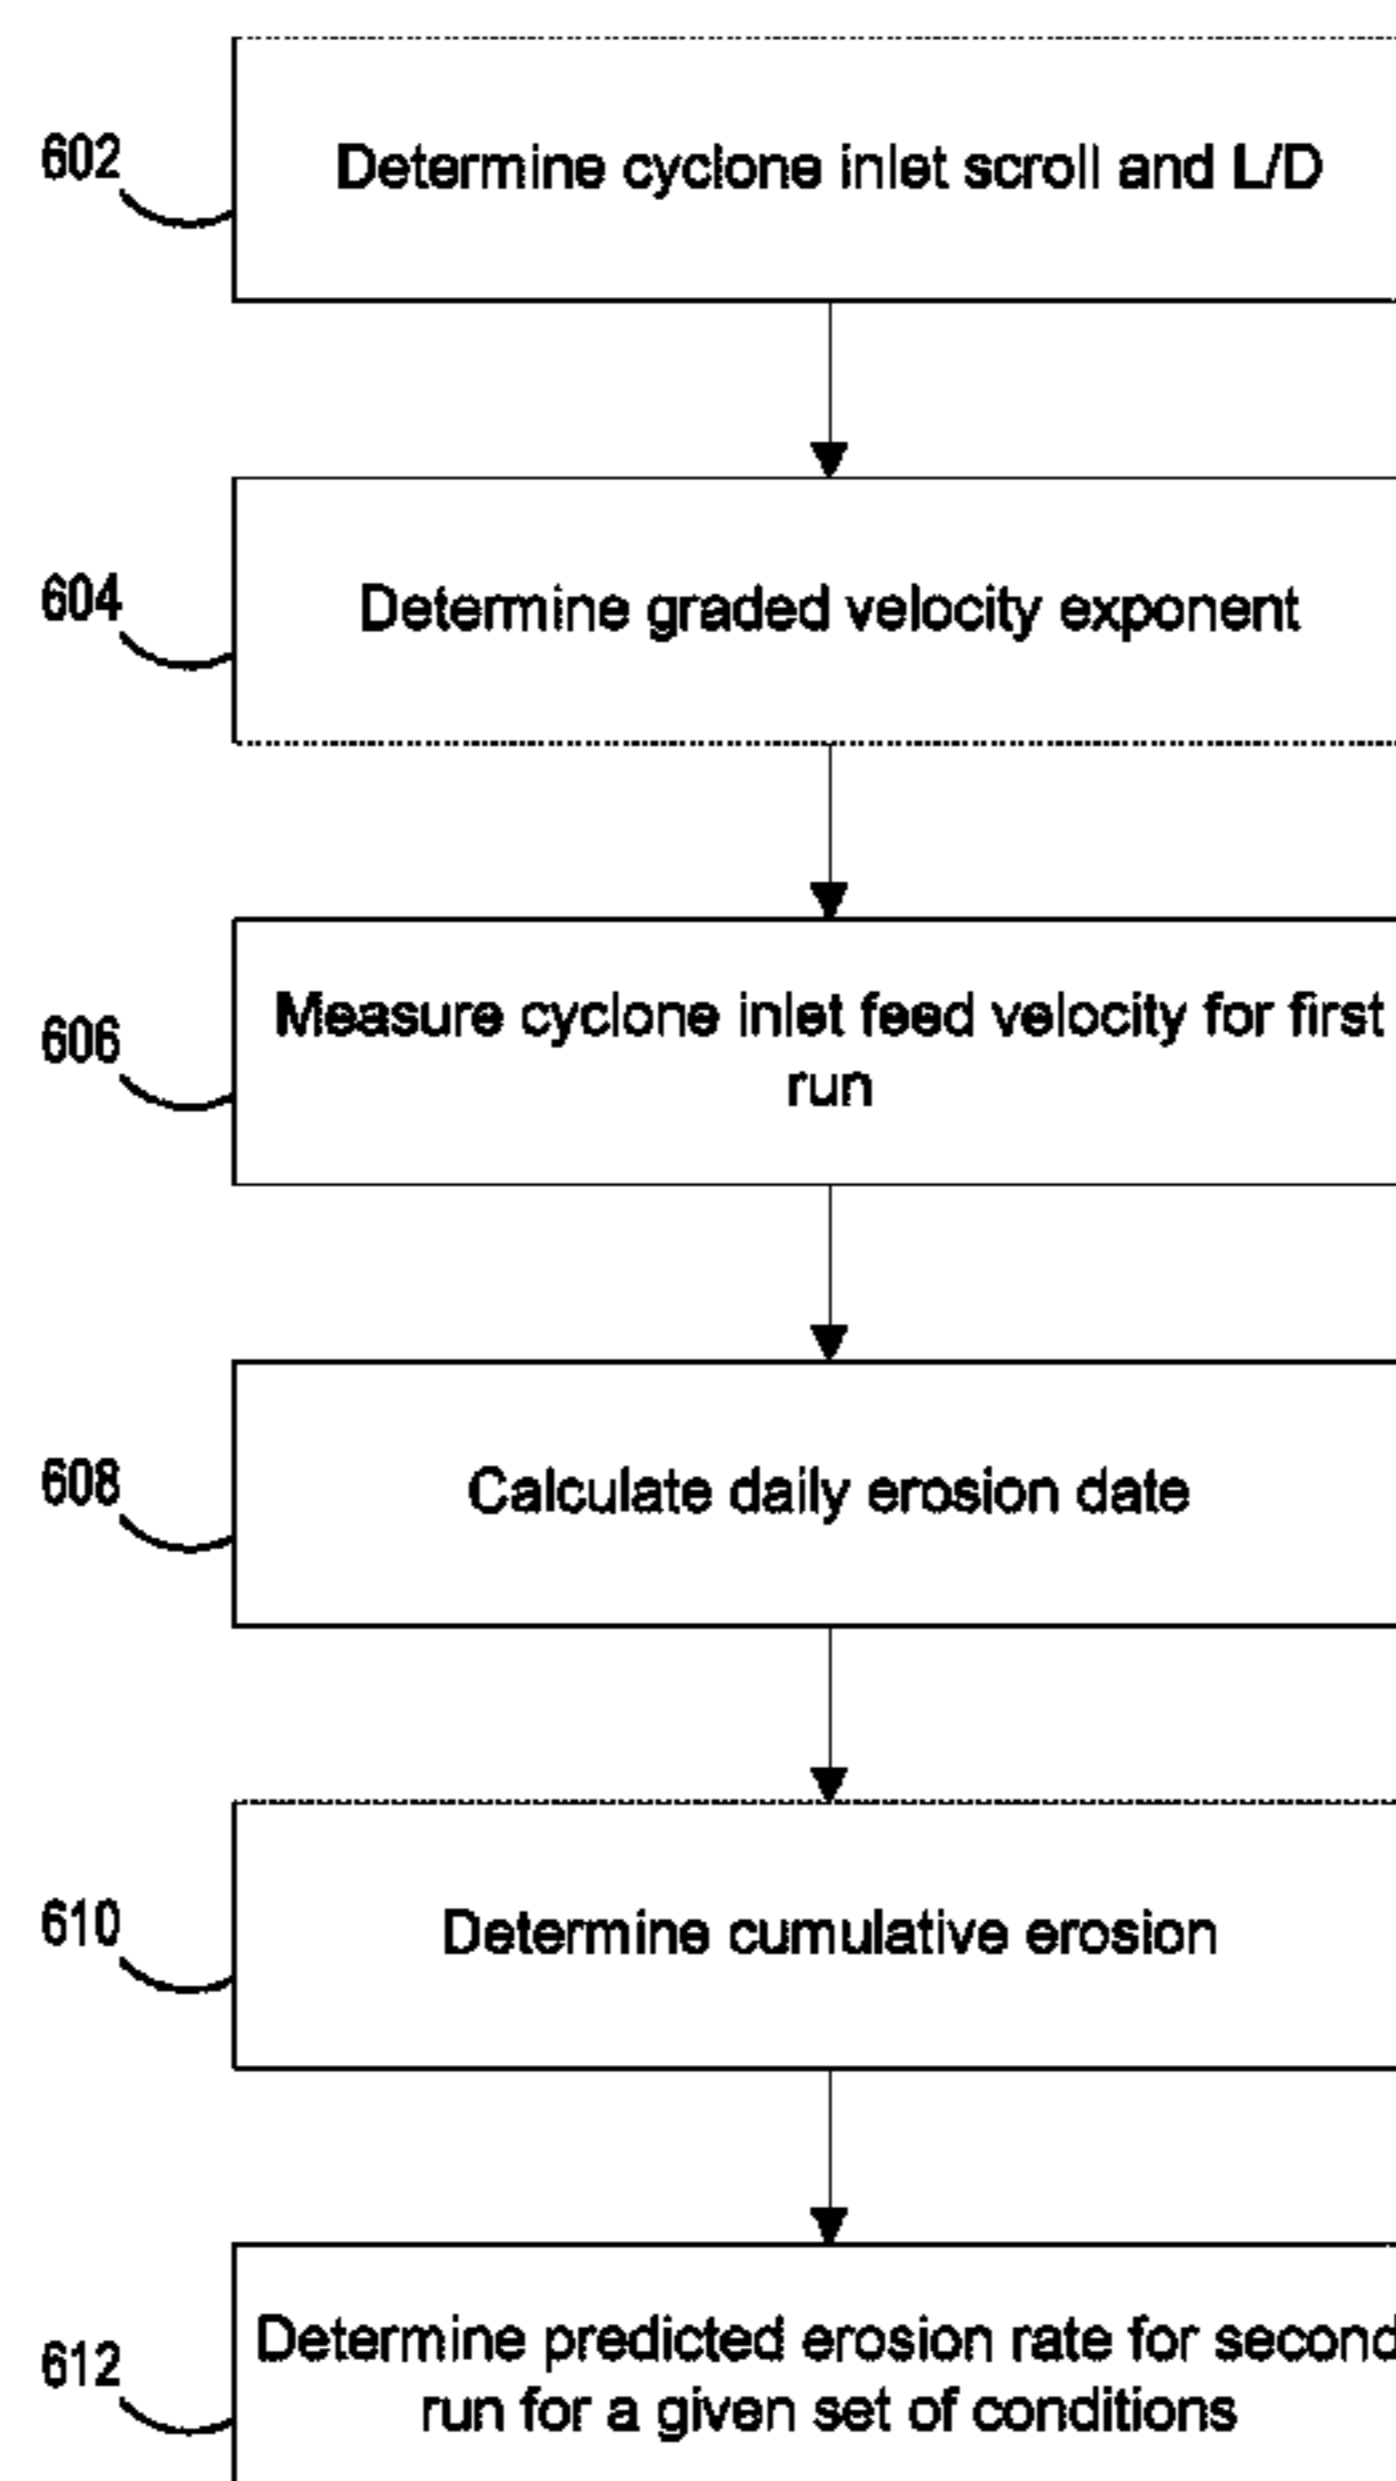 602
Determine cyclone inlet scroll and L/D
604
Determine graded velocity exponent
606
Measure cyclone inlet feed velocity for first
run
608
Calculate daily erosion date
610
Determine cumulative erosion
612
Determine predicted erosion rate for second
run for a given set of conditions